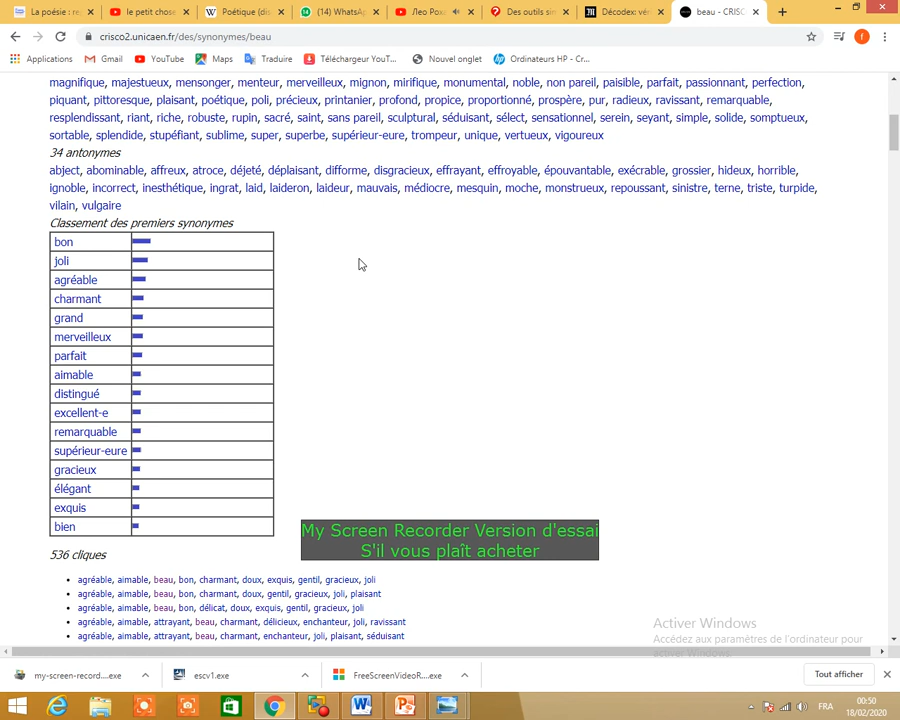 La poésie : re
le petit chose
Poétique (dis
(14) WhatsA
Лео Рожа
Des outils sim
Décodex: vér
beau - CRISC
crisco2.unicaen.fr/des/synonymes/beau
Applications
Gmail
YouTube
Maps
Traduire
Téléchargeur YouT...
Nouvel onglet
Ordinateurs HP - Cr...
magnifique, majestueux, mensonger, menteur, merveilleux, mignon, mirifique, monumental, noble, non pareil, paisible, parfait, passionnant, perfection,
piquant, pittoresque, plaisant, poétique, poli, précieux, printanier, profond, propice, proportionné, prospère, pur, radieux, ravissant, remarquable,
resplendissant, riant, riche, robuste, rupin, sacré, saint, sans pareil, sculptural, séduisant, sélect, sensationnel, serein, seyant, simple, solide, somptueux,
sortable, splendide, stupéfiant, sublime, super, superbe, supérieur-eure, trompeur, unique, vertueux, vigoureux
34 antonymes
abject, abominable, affreux, atroce, déjeté, déplaisant, difforme, disgracieux, effrayant, effroyable, épouvantable, exécrable, grossier, hideux, horrible,
ignoble, incorrect, inesthétique, ingrat, laid, laideron, laideur, mauvais, médiocre, mesquin, moche, monstrueux, repoussant, sinistre, terne, triste, turpide,
vilain, vulgaire
Classement des premiers synonymes
bon
joli
agréable
charmant
grand
merveilleux
parfait
aimable
distingué
excellent-e
remarquable
supérieur-eure
gracieux
élégant
exquis
bien
My Screen Recorder Version d'essai
S'il vous plaît acheter
536 cliques
agréable, aimable, beau, bon, charmant, doux, exquis, gentil, gracieux, joli
agréable, aimable, beau, bon, charmant, doux, gentil, gracieux, joli, plaisant
agréable, aimable, beau, bon, délicat, doux, exquis, gentil, gracieux, joli
agréable, aimable, attrayant, beau, charmant, délicieux, enchanteur, joli, ravissant
agréable, aimable, attrayant, beau, charmant, enchanteur, joli, plaisant, séduisant
Activer Windows
Accédez aux paramètres de l'ordinateur pour
activer Windows.
my-screen-record....exe
escv1.exe
FreeScreenVideoR....exe
Tout afficher
FRA
00:50
18/02/2020